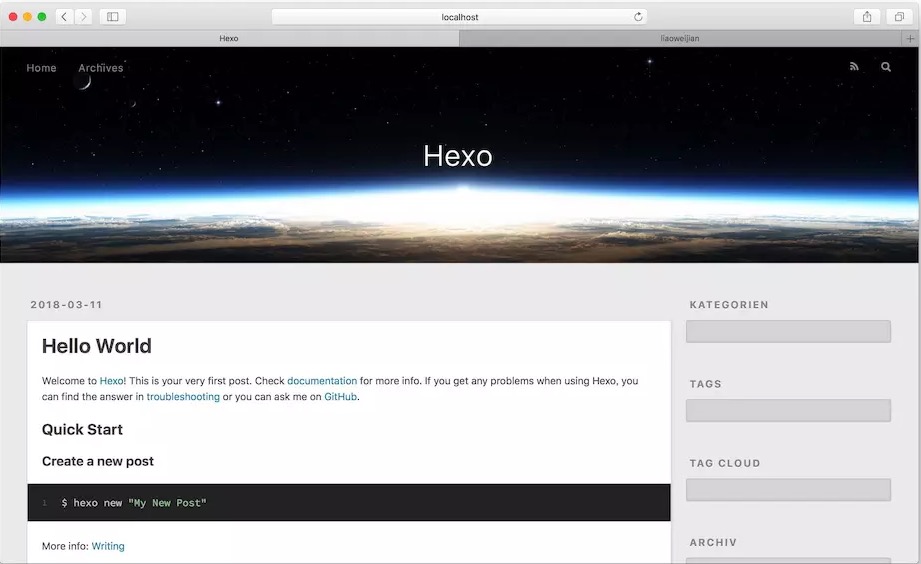 localhost
Hexo
liaoweijian
Home Archives
Hexo
2018-03-11
Hello World
Welcome to Hexo! This is your very first post. Check documentation for more info. If you get any problems when using Hexo, you
can find the answer in troubleshooting or you can ask me on GitHub.
Quick Start
Create a new post
1 $ hexo new "My New Post"
More info: Writing
KATEGORIEN
TAGS
TAG CLOUD
ARCHIV